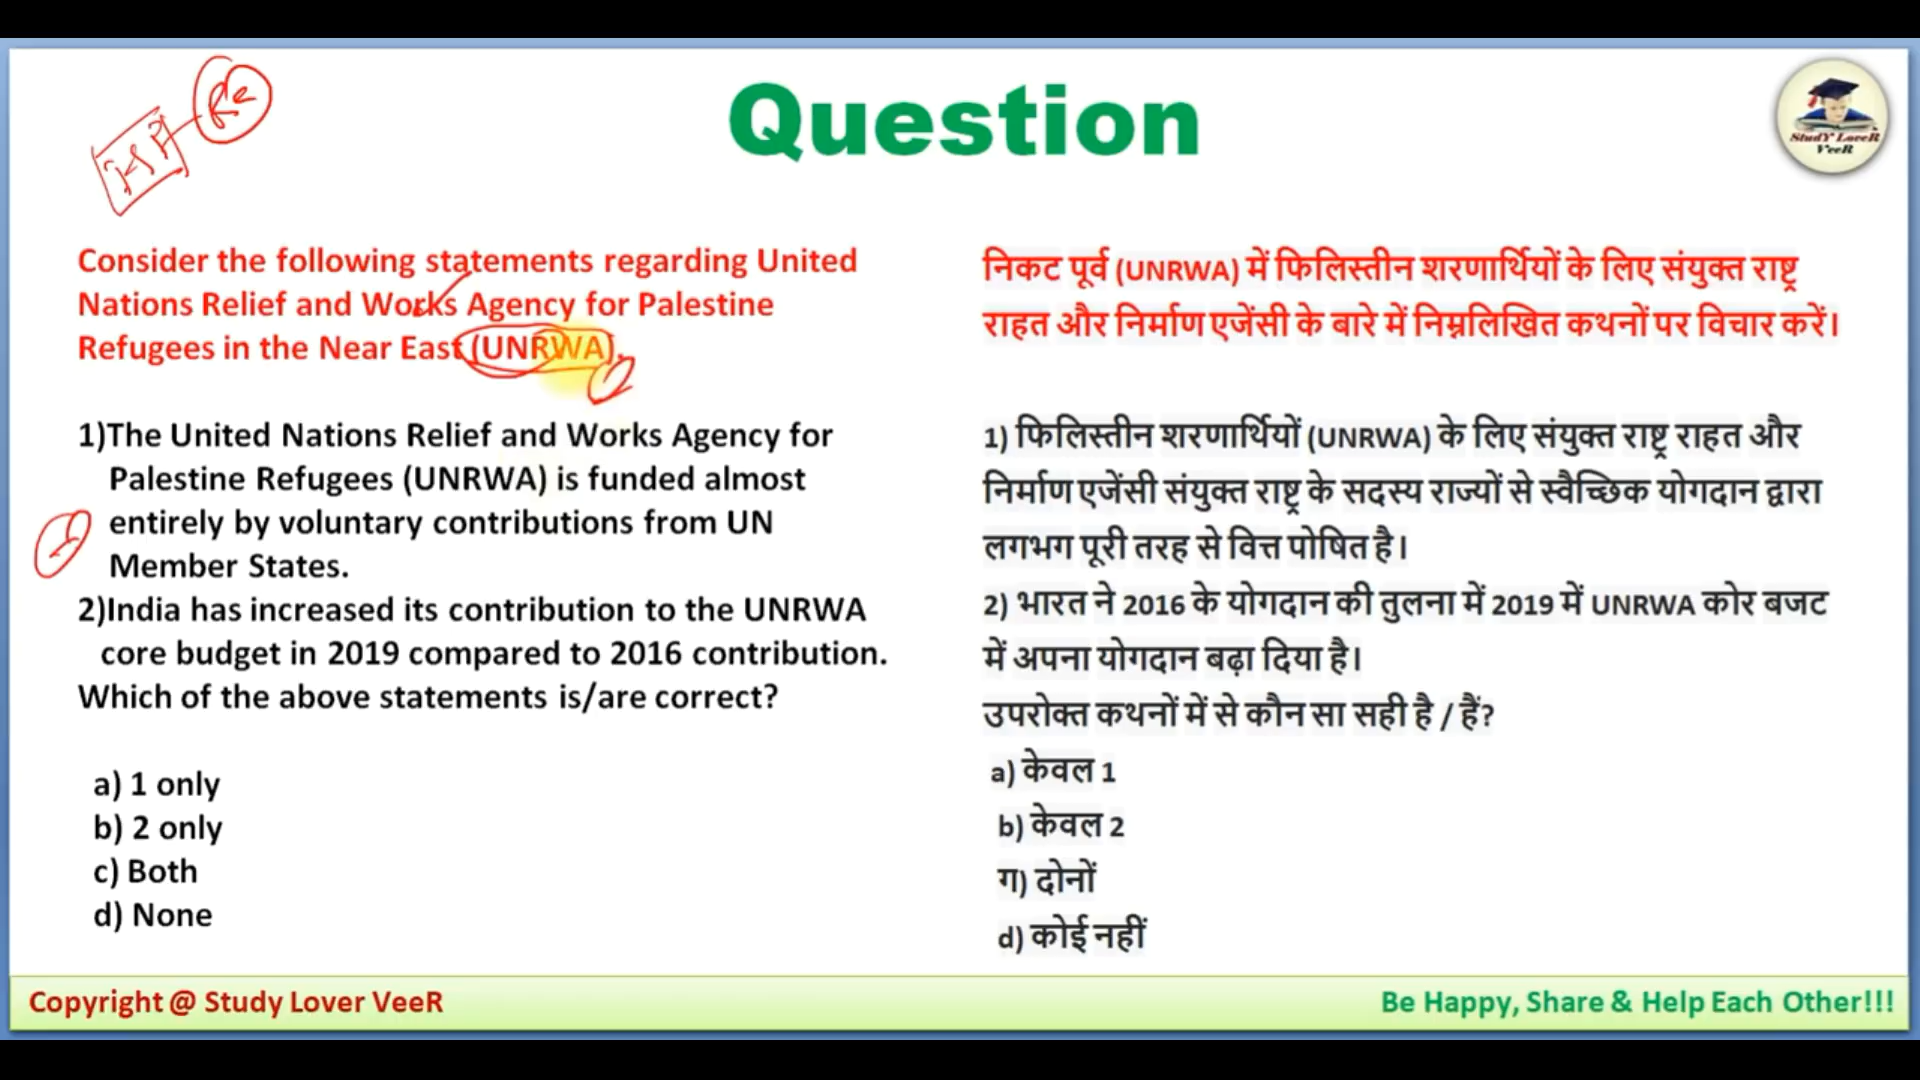 Question
StudY LoveR
VeeR
Consider the following statements regarding United
Nations Relief and Works Agency for Palestine
Refugees in the Near East (UNRWA).
1)The United Nations Relief and Works Agency for
Palestine Refugees (UNRWA) is funded almost
entirely by voluntary contributions from UN
Member States.
2)India has increased its contribution to the UNRWA
core budget in 2019 compared to 2016 contribution.
Which of the above statements is/are correct?
a) 1 only
b) 2 only
c) Both
d) None
निकट पूर्व (UNRWA) में फिलिस्तीन शरणार्थियों के लिए संयुक्त राष्ट्र
राहत और निर्माण एजेंसी के बारे में निम्नलिखित कथनों पर विचार करें।
1) फिलिस्तीन शरणार्थियों (UNRWA) के लिए संयुक्त राष्ट्र राहत और
निर्माण एजेंसी संयुक्त राष्ट्र के सदस्य राज्यों से स्वैच्छिक योगदान द्वारा
लगभग पूरी तरह से वित्त पोषित है।
2) भारत ने 2016 के योगदान की तुलना में 2019 में UNRWA कोर बजट
में अपना योगदान बढ़ा दिया है।
उपरोक्त कथनों में से कौन सा सही है / हैं?
a) केवल 1
b) केवल 2
ग) दोनों
d) कोई नहीं
Copyright @ Study Lover VeeR
Be Happy, Share & Help Each Other!!!